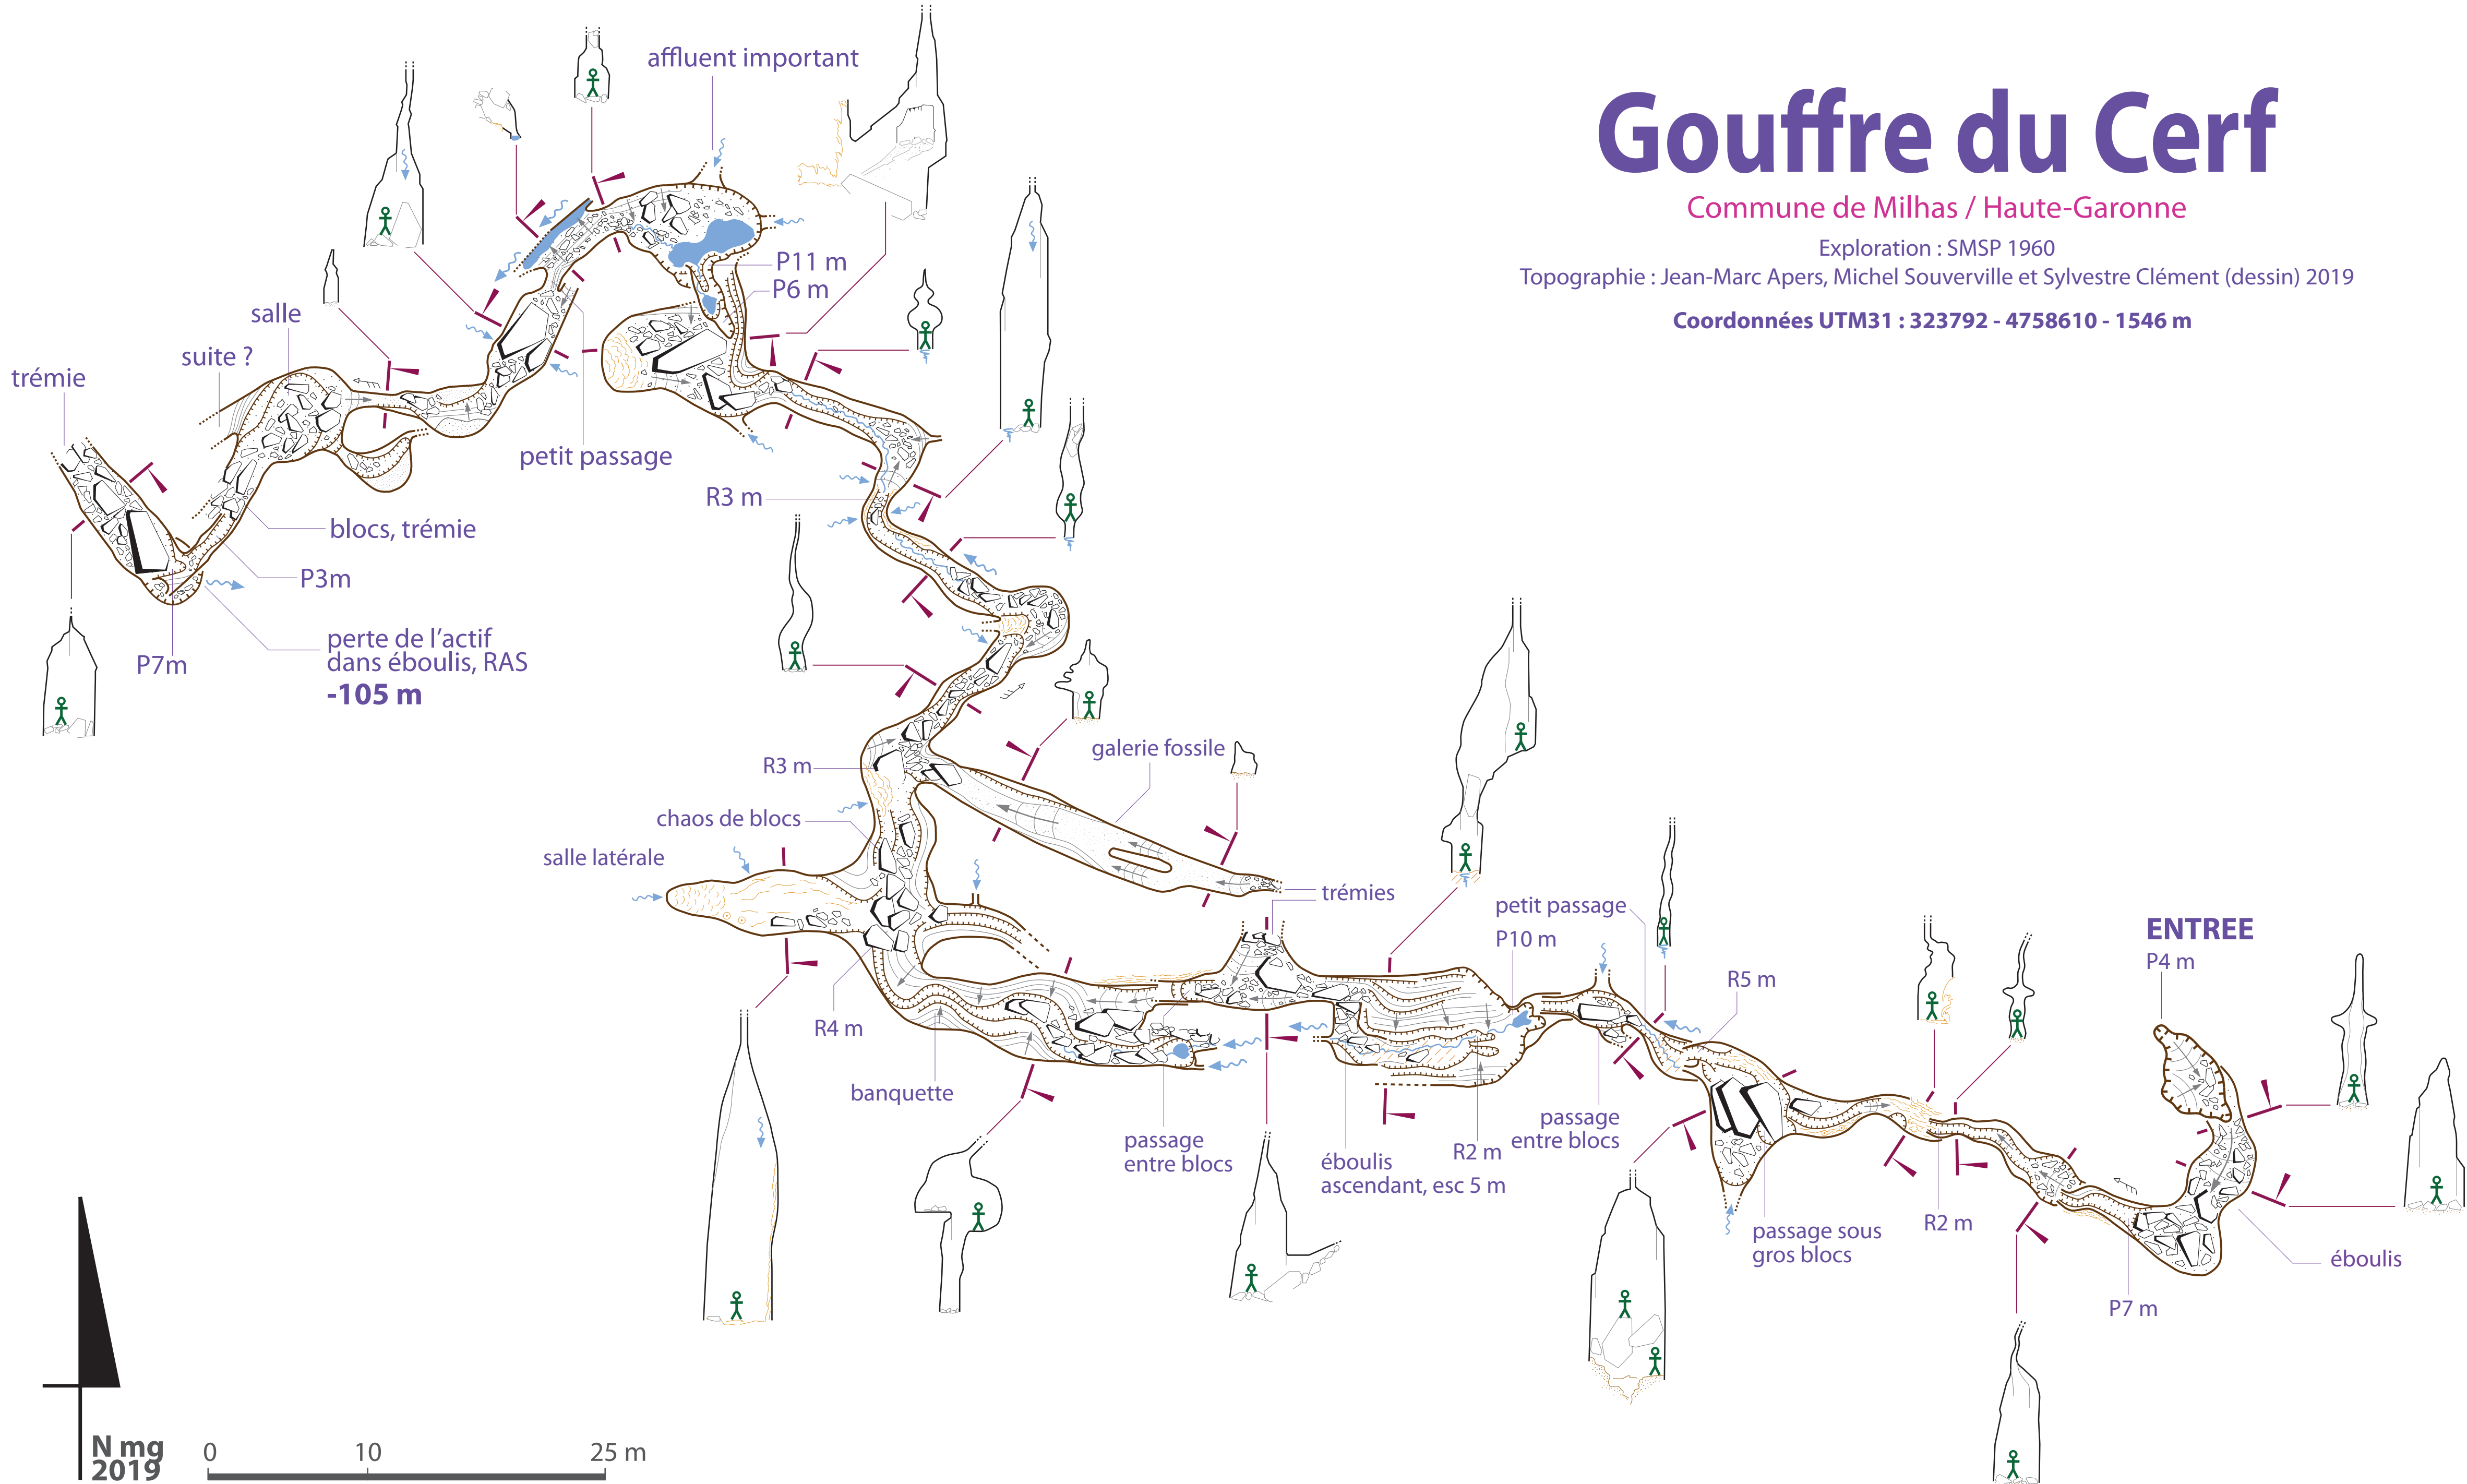 Gouffre du Cerf
Commune de Milhas / Haute-Garonne
Exploration : SMSP 1960
Topographie : Jean-Marc Apers, Michel Souverville et Sylvestre Clément (dessin) 2019
Coordonnées UTM31 : 323792 - 4758610 - 1546 m
affluent important
P11 m
P6 m
salle
suite ?
trémie
petit passage
R3 m
blocs, trémie
P3m
perte de l’actif
dans éboulis, RAS
-105 m
P7m
galerie fossile
R3 m
chaos de blocs
salle latérale
trémies
petit passage
P10 m
ENTREE
P4 m
R5 m
R4 m
banquette
passage
entre blocs
éboulis
ascendant, esc 5 m
R2 m
passage
entre blocs
passage sous
gros blocs
R2 m
éboulis
P7 m
N mg
2019
0
10
25 m